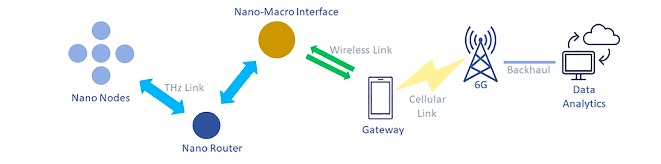 Nano-Macro Interface
Wireless Link
THz Link
Nano Nodes
Nano Router
Gateway
Cellular
Link
6G
Backhaul
Data
Analytics